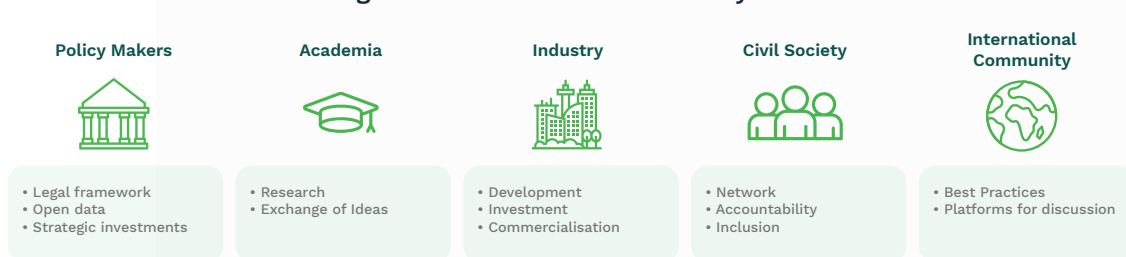 Policy Makers
Academia
Industry
Civil Society
International
Community
• Legal framework
• Open data
• Strategic investments
• Research
• Exchange of Ideas
• Development
• Investment
• Commercialisation
• Network
• Accountability
• Inclusion
• Best Practices
• Platforms for discussion